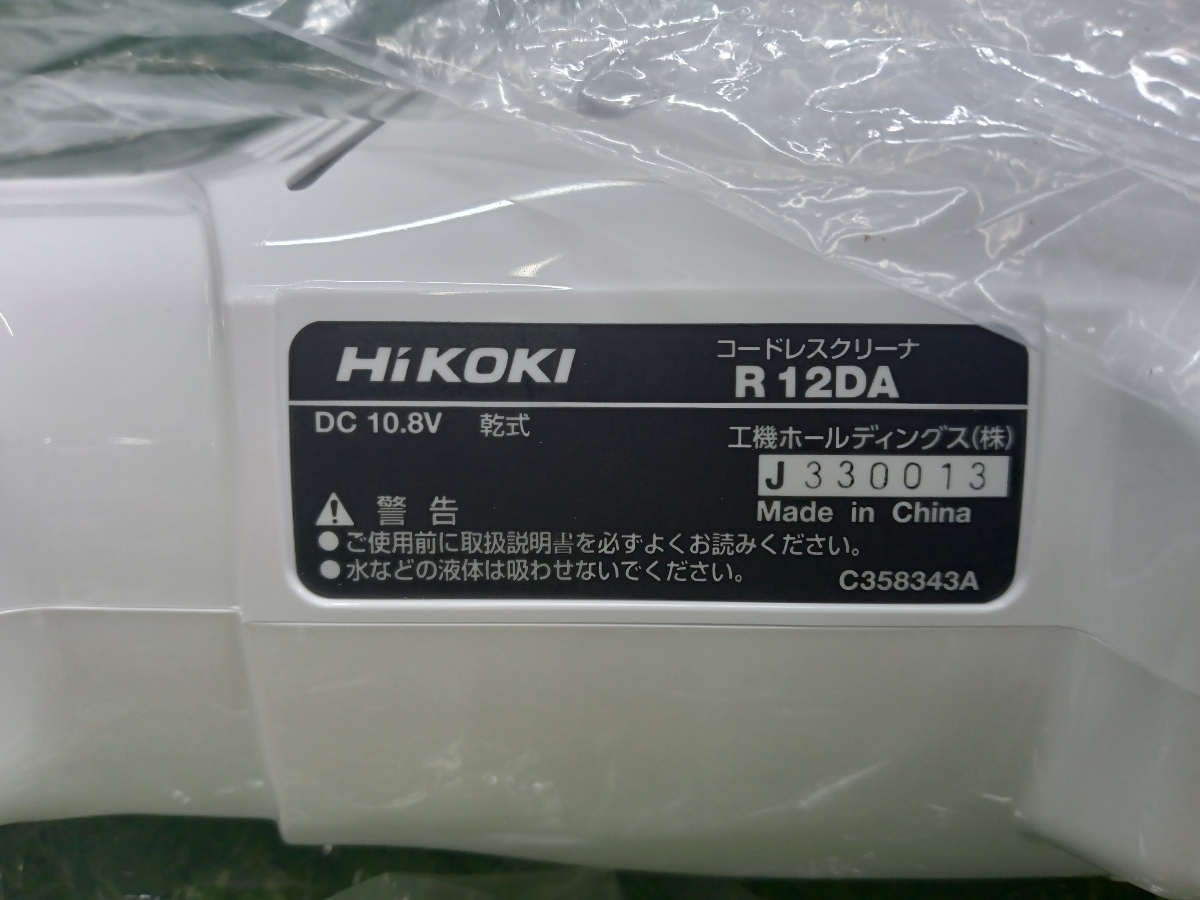 HiKOKI
コードレスクリーナ
R 12DA
DC 10.8V 乾式
工機ホールディングス(株)
J 330013
Made in China
警告
●ご使用前に取扱説明書を必ずよくお読みください。
●水などの液体は吸わせないでください。
C358343A